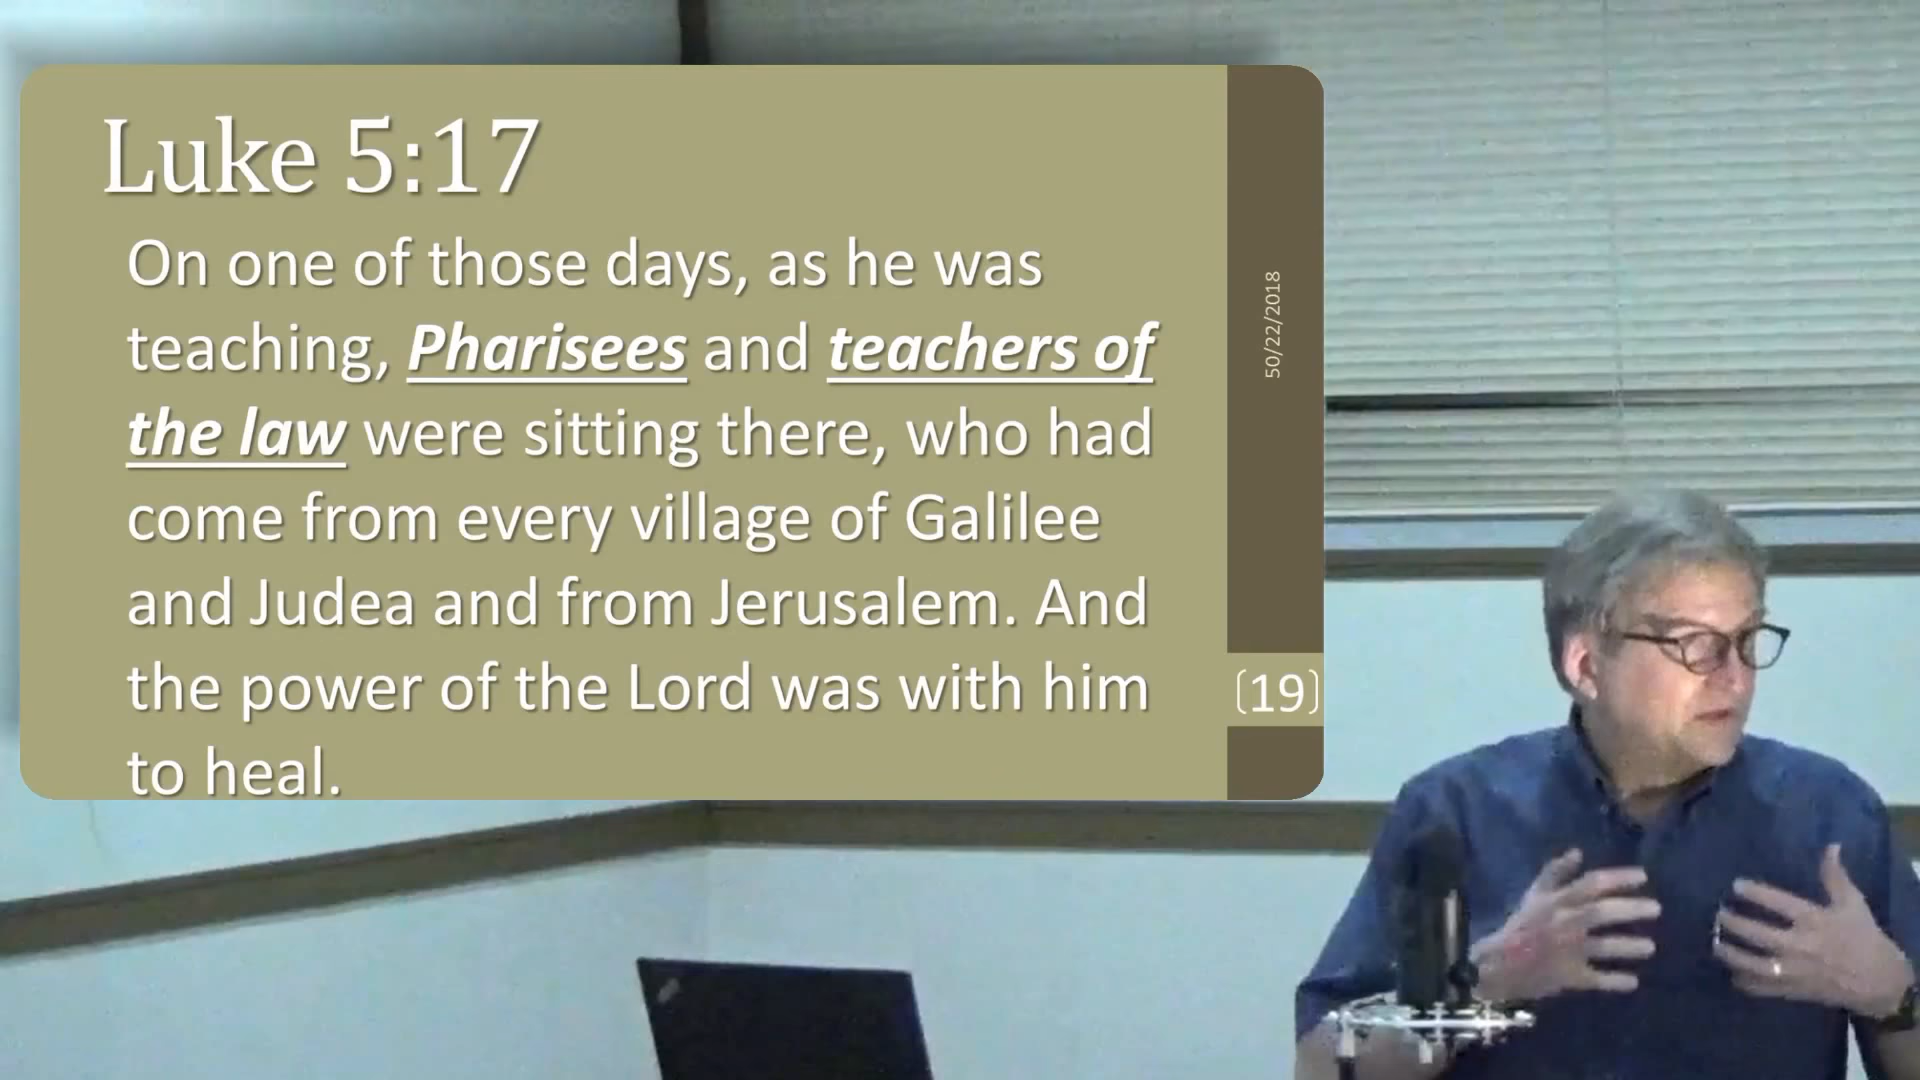 Luke 5:17
On one of those days, as he was
teaching, Pharisees and teachers of
the law were sitting there, who had
come from every village of Galilee
and Judea and from Jerusalem. And
the power of the Lord was with him
to heal.
50/22/2018
(19)